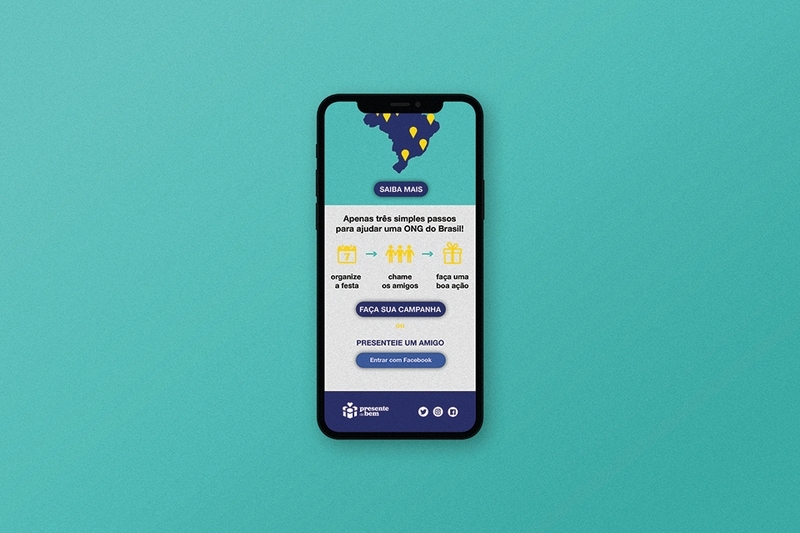 SAIBA MAIS
Apenas três simples passos
para ajudar uma ONG do Brasil!
7
organize
a festa
chame
os amigos
faça uma
boa ação
FAÇA SUA CAMPANHA
ou
PRESENTEIE UM AMIGO
Entrar com Facebook
presente
do bem